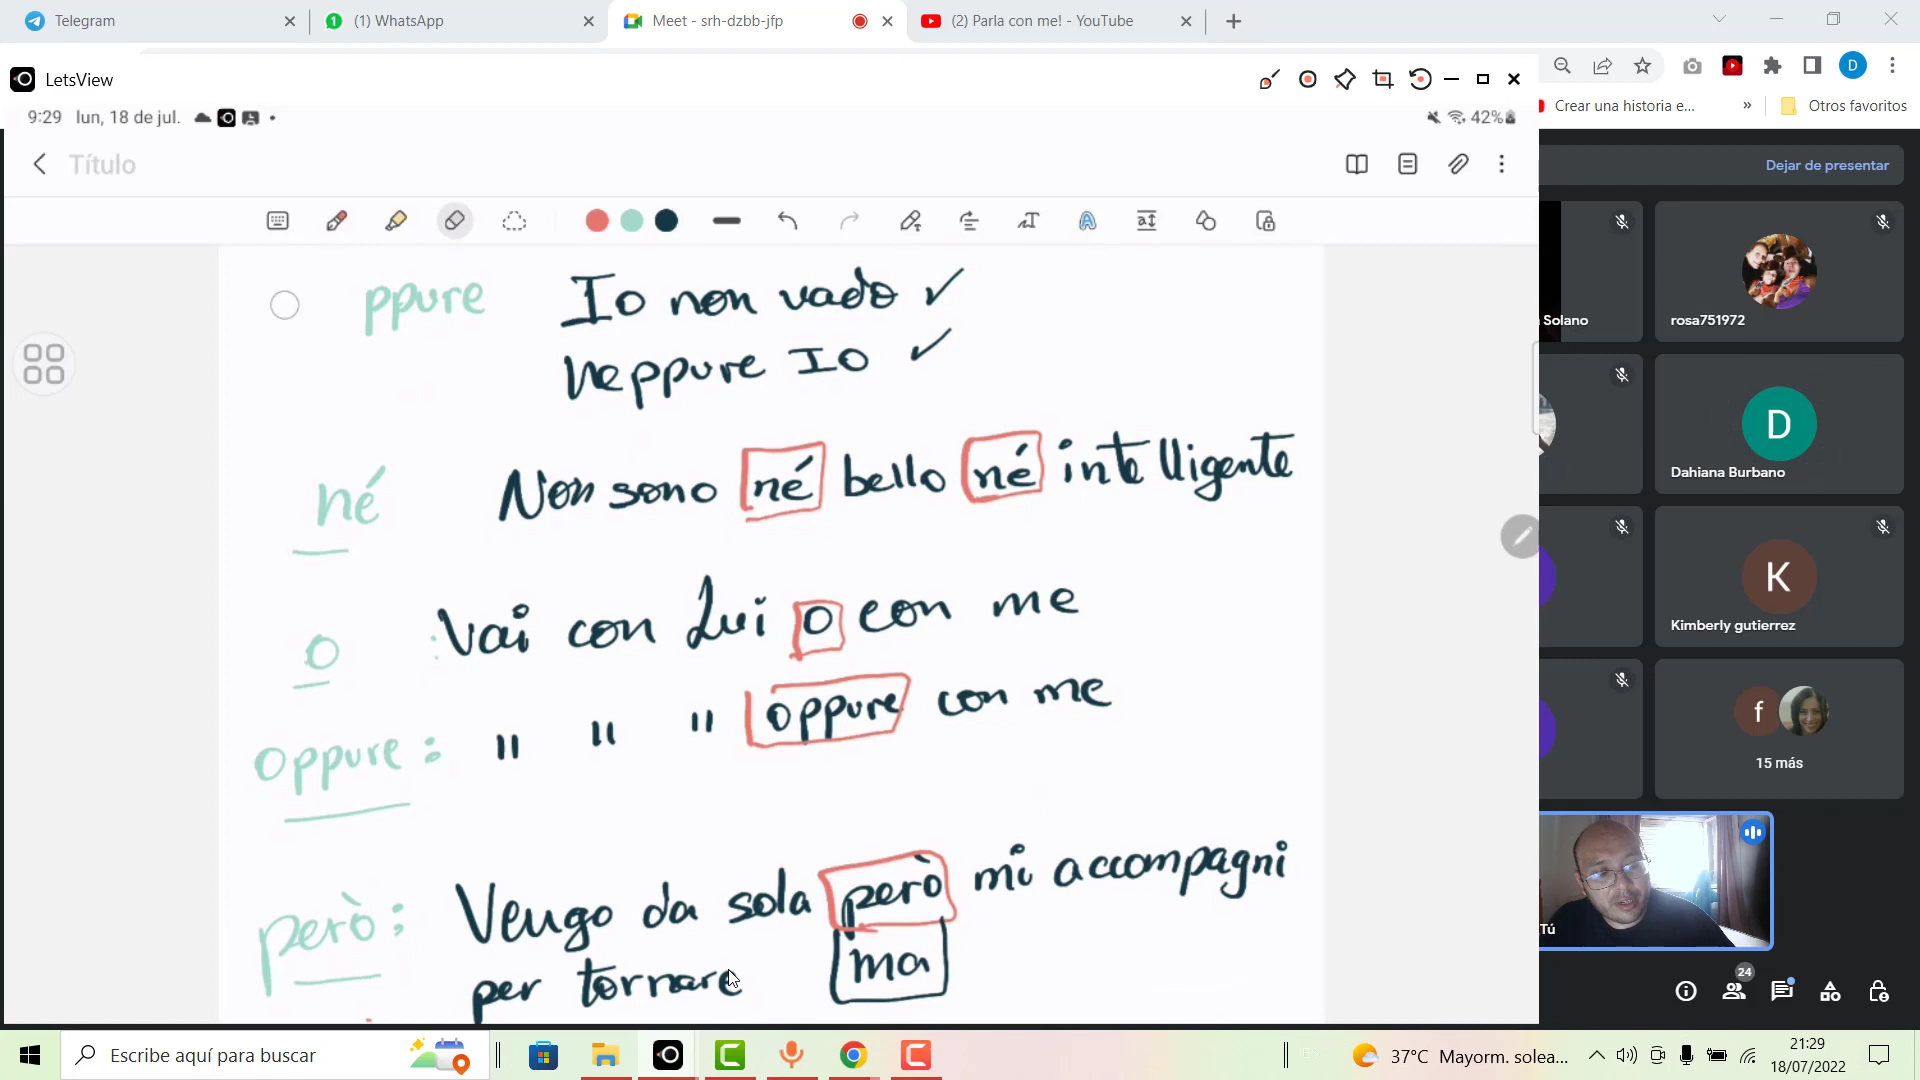 Telegram
(1) WhatsApp
Meet - srh-dzbb-jfp
(2) Parla con me! - YouTube
LetsView
D
Crear una historia e...
»
Otros favoritos
9:29 lun, 18 de jul.
42%
Título
Dejar de presentar
ppure Io non vado ✓
Neppure Io ✓
né Non sono né bello né intelligente
o : Vai con Lui o con me
oppure : " " " oppure con me
però : Vengo da sola però mi accompagni
per tornare ma
Solano
rosa751972
D
Dahiana Burbano
K
Kimberly gutierrez
f
15 más
Tú
24
Escribe aquí para buscar
37°C Mayorm. solea...
21:29
18/07/2022